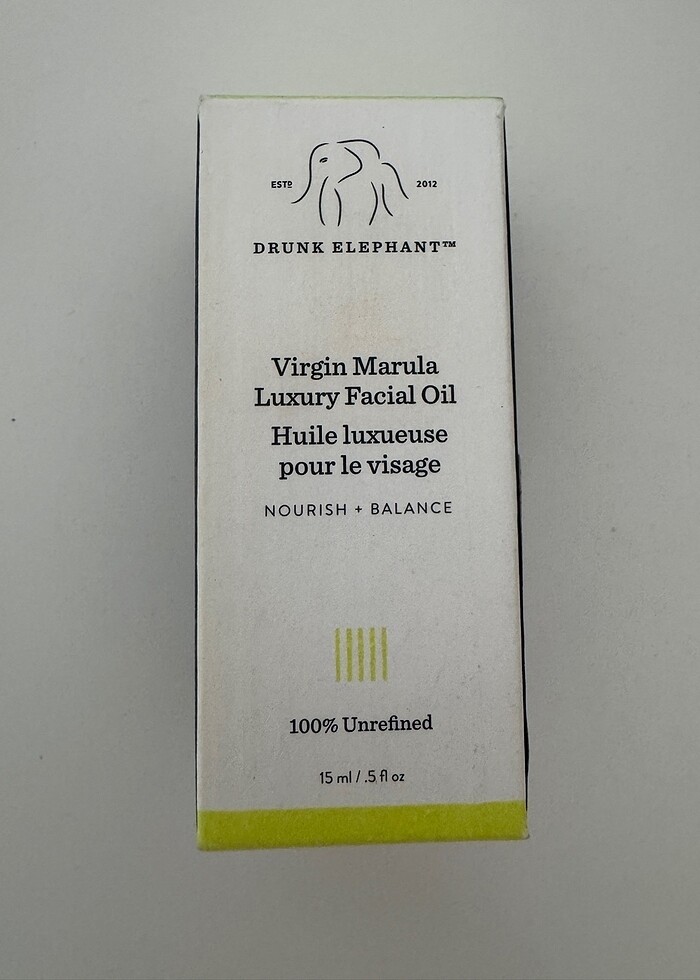 ESTD 2012
DRUNK ELEPHANT™
Virgin Marula
Luxury Facial Oil
Huile luxueuse
pour le visage
NOURISH + BALANCE
100% Unrefined
15 ml / .5 fl oz